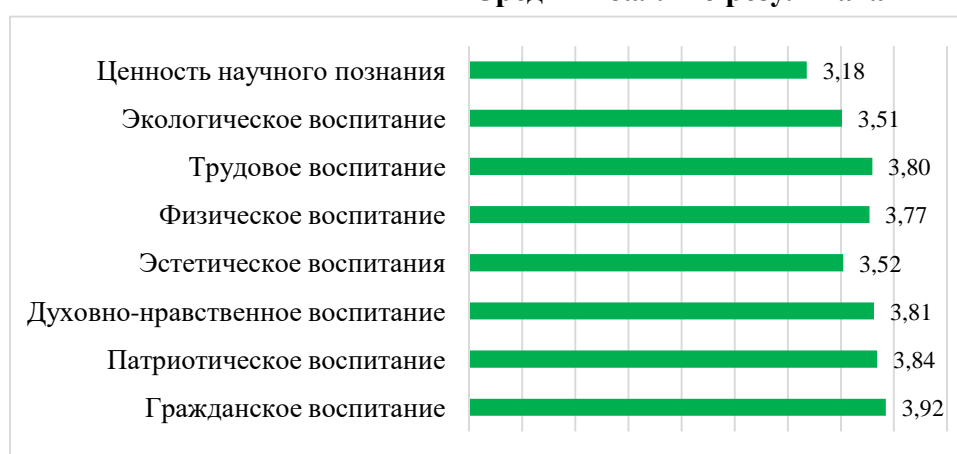 Ценность научного познания 3,18
Экологическое воспитание 3,51
Трудовое воспитание 3,80
Физическое воспитание 3,77
Эстетическое воспитания 3,52
Духовно-нравственное воспитание 3,81
Патриотическое воспитание 3,84
Гражданское воспитание 3,92